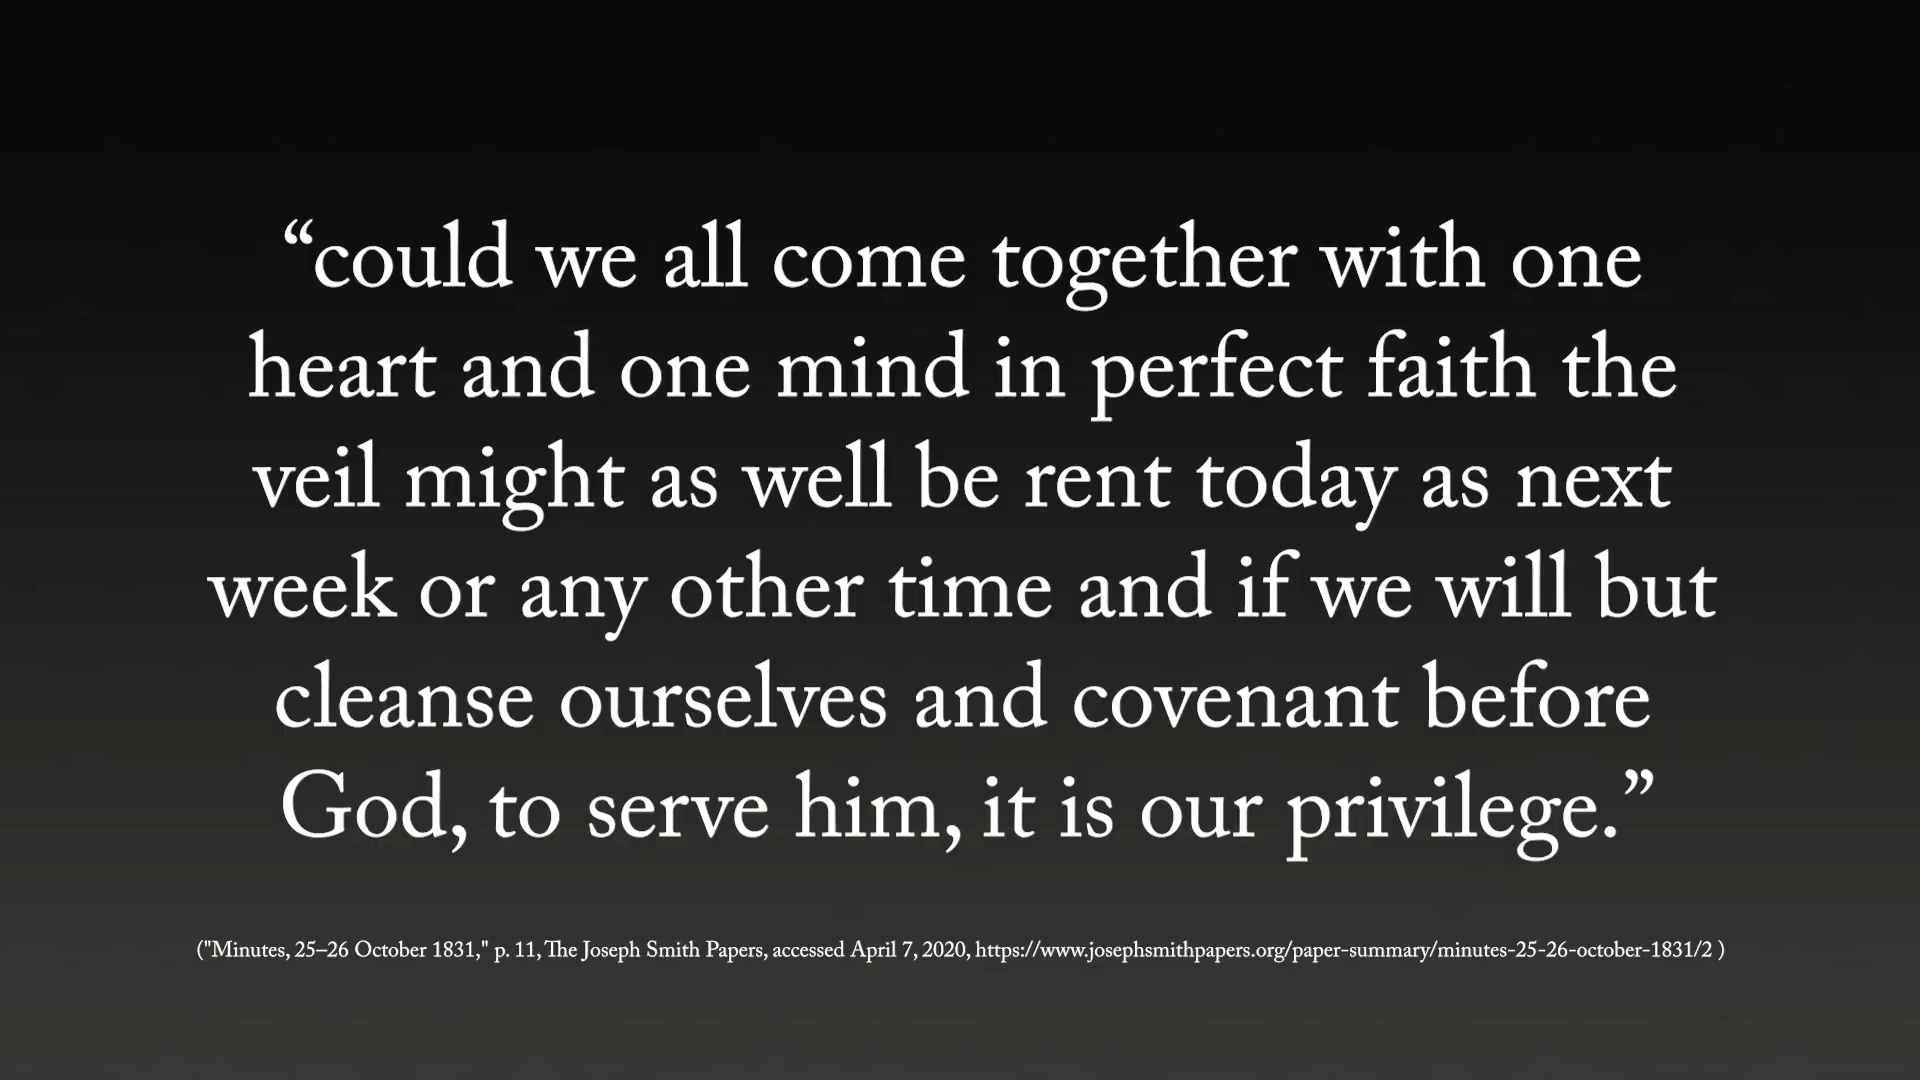 “could we all come together with one
heart and one mind in perfect faith the
veil might as well be rent today as next
week or any other time and if we will but
cleanse ourselves and covenant before
God, to serve him, it is our privilege.”
("Minutes, 25–26 October 1831," p. 11, The Joseph Smith Papers, accessed April 7, 2020, https://www.josephsmithpapers.org/paper-summary/minutes-25-26-october-1831/2 )